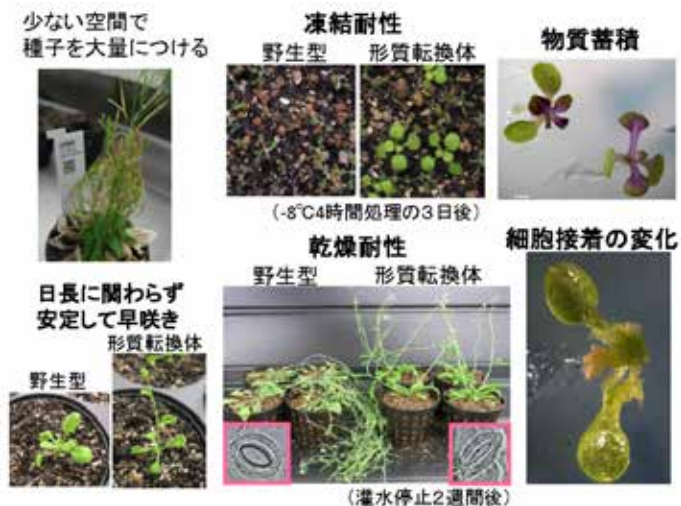 少ない空間で
種子を大量につける
凍結耐性
野生型 形質転換体
(-8℃4時間処理の3日後)
物質蓄積
日長に関わらず
安定して早咲き
形質転換体
野生型
乾燥耐性
野生型 形質転換体
(灌水停止2週間後)
細胞接着の変化